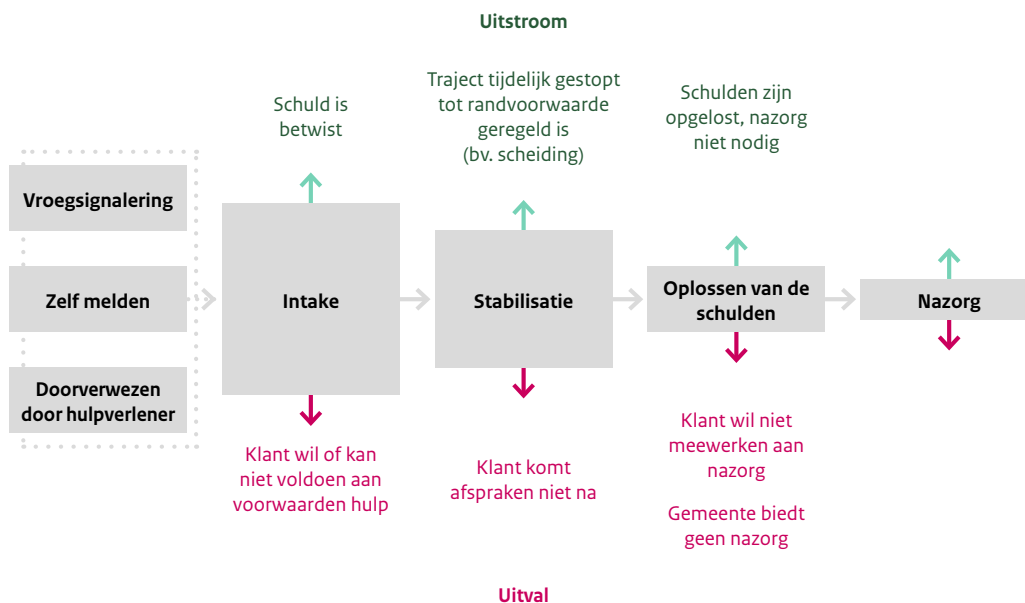 Uitstroom
Schuld is
betwist
Traject tijdelijk gestopt
tot randvoorwaarde
geregeld is
(bv. scheiding)
Schulden zijn
opgelost, nazorg
niet nodig
Vroegsignalering
Zelf melden
Doorverwezen
door hulpverlener
Intake
Stabilisatie
Oplossen van de
schulden
Nazorg
Klant wil of kan
niet voldoen aan
voorwaarden hulp
Klant komt
afspraken niet na
Klant wil niet
meewerken aan
nazorg
Gemeente biedt
geen nazorg
Uitval